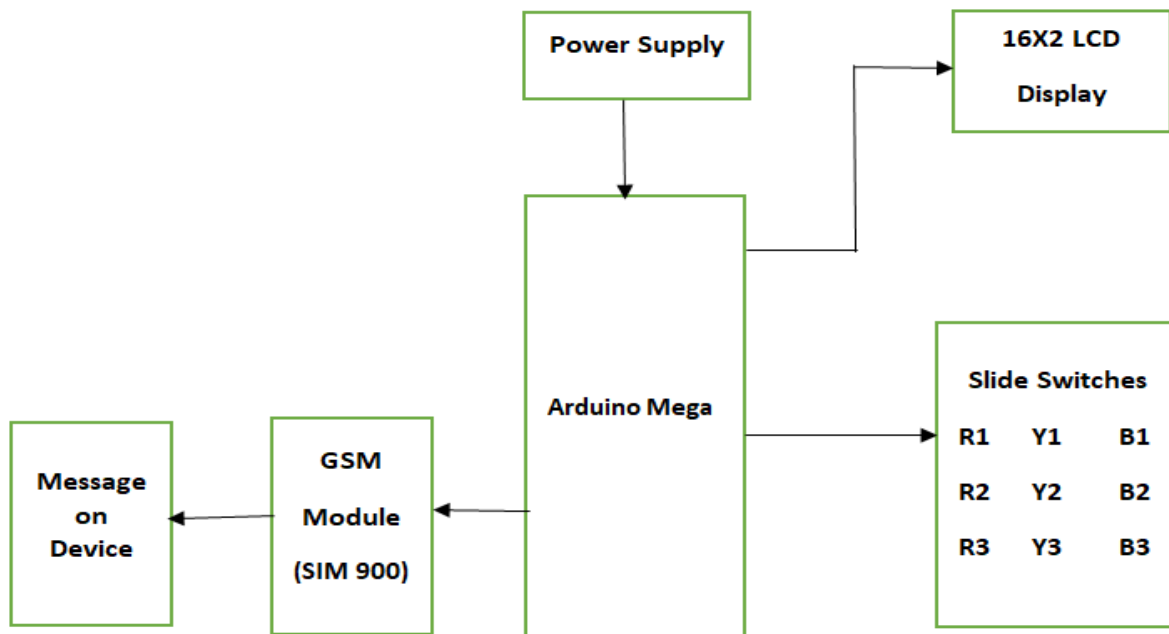 Power Supply
16X2 LCD
Display
Arduino Mega
Slide Switches
R1 Y1 B1
R2 Y2 B2
R3 Y3 B3
GSM
Module
(SIM 900)
Message
on
Device